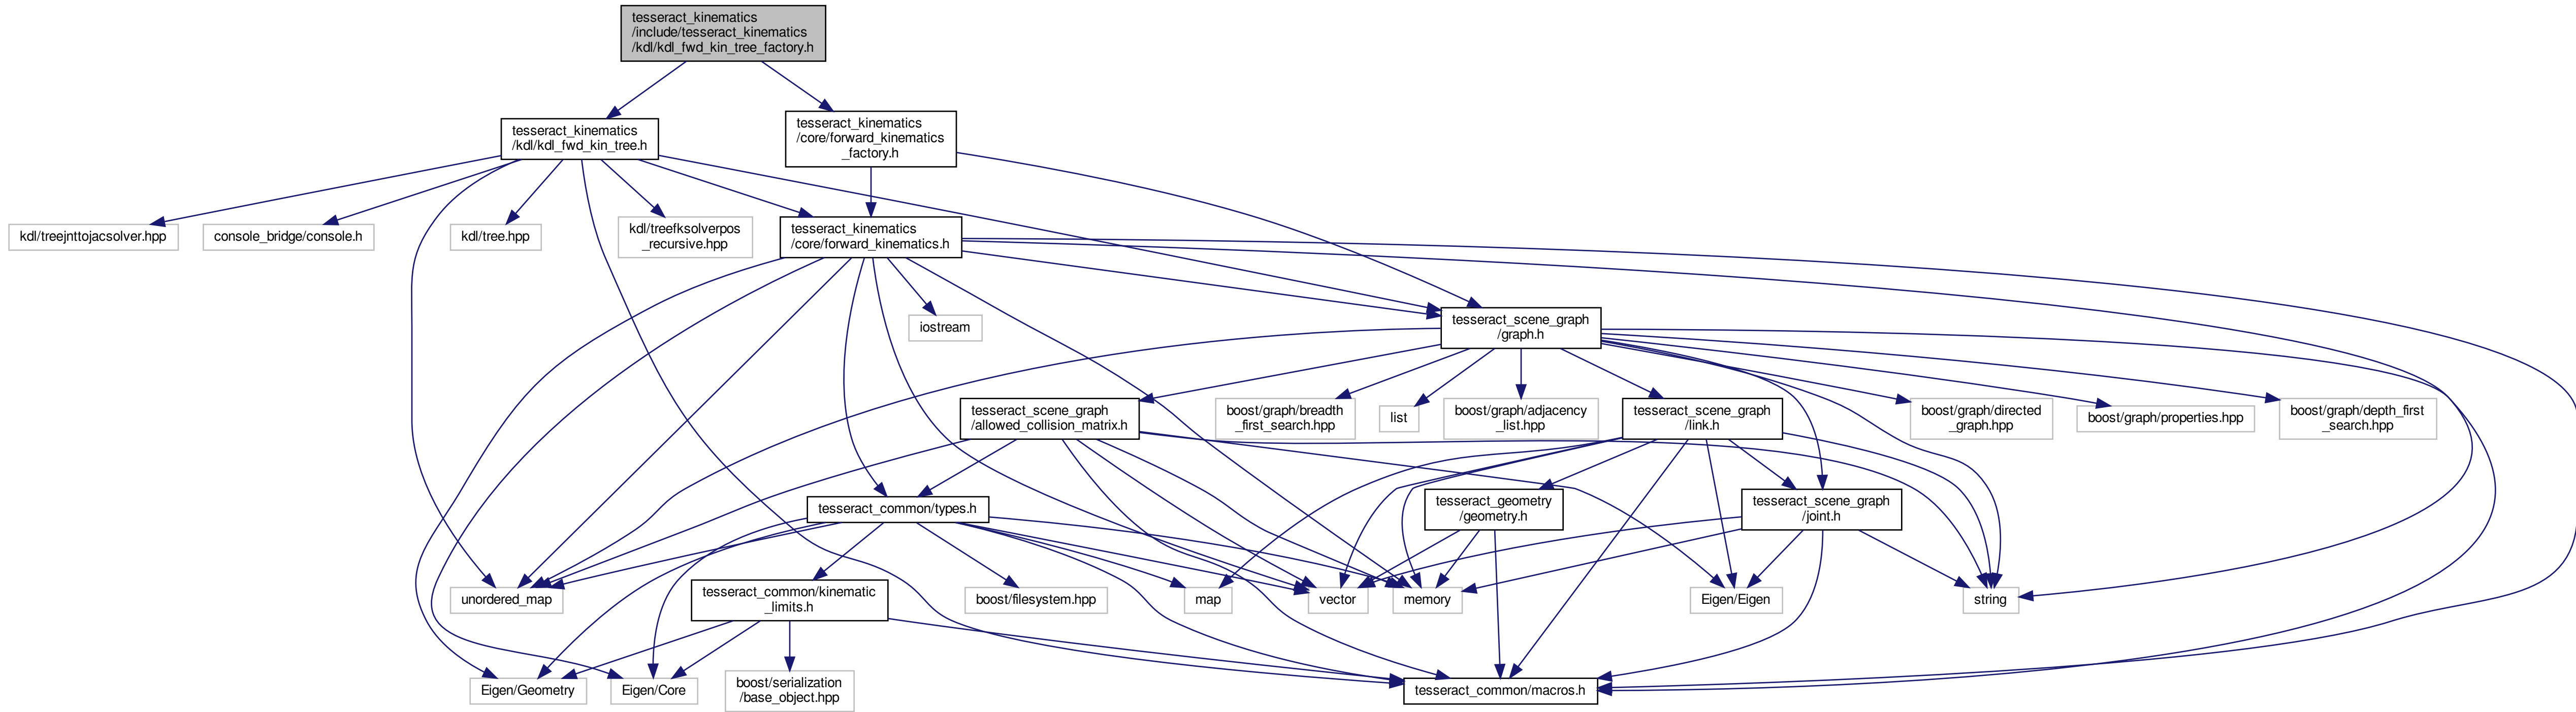 tesseract_kinematics
/include/tesseract_kinematics
/kdl/kdl_fwd_kin_tree_factory.h
tesseract_kinematics
/kdl/kdl_fwd_kin_tree.h
tesseract_kinematics
/core/forward_kinematics
_factory.h
kdl/treejnttojacsolver.hpp
console_bridge/console.h
kdl/tree.hpp
kdl/treefksolverpos
_recursive.hpp
tesseract_kinematics
/core/forward_kinematics.h
iostream
tesseract_scene_graph
/graph.h
tesseract_scene_graph
/allowed_collision_matrix.h
boost/graph/breadth
_first_search.hpp
list
boost/graph/adjacency
_list.hpp
tesseract_scene_graph
/link.h
boost/graph/directed
_graph.hpp
boost/graph/properties.hpp
boost/graph/depth_first
_search.hpp
tesseract_common/types.h
tesseract_geometry
/geometry.h
tesseract_scene_graph
/joint.h
unordered_map
tesseract_common/kinematic
_limits.h
boost/filesystem.hpp
map
vector
memory
Eigen/Eigen
string
Eigen/Geometry
Eigen/Core
boost/serialization
/base_object.hpp
tesseract_common/macros.h